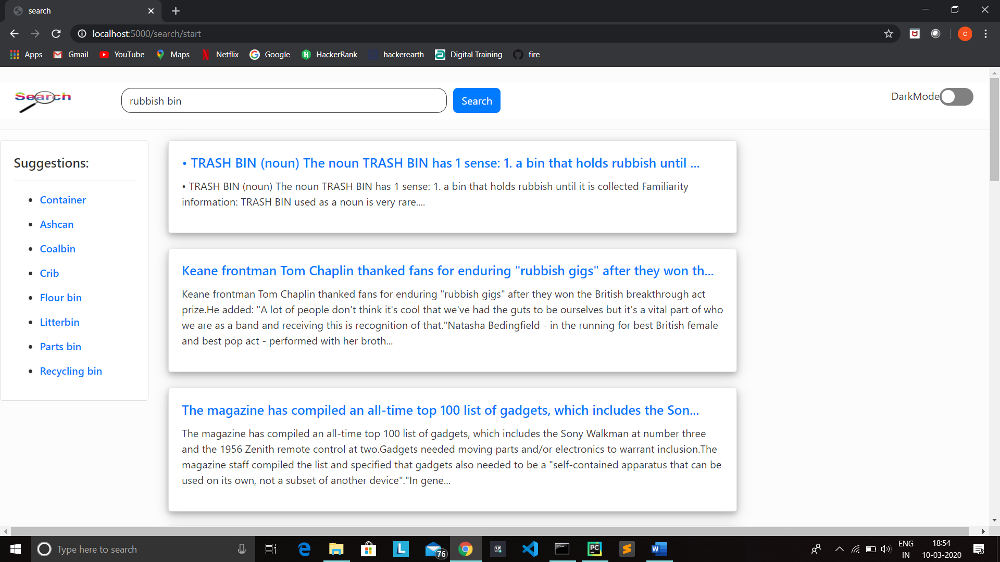 search
localhost:5000/search/start
C
Apps
Gmail
YouTube
Maps
Netflix
Google
HackerRank
hackerearth
Digital Training
fire
Search
rubbish bin
Search
DarkMode
Suggestions:
• Container
• Ashcan
• Coalbin
• Crib
• Flour bin
• Litterbin
• Parts bin
• Recycling bin
• TRASH BIN (noun) The noun TRASH BIN has 1 sense: 1. a bin that holds rubbish until ...
• TRASH BIN (noun) The noun TRASH BIN has 1 sense: 1. a bin that holds rubbish until it is collected Familiarity
information: TRASH BIN used as a noun is very rare....
Keane frontman Tom Chaplin thanked fans for enduring "rubbish gigs" after they won th...
Keane frontman Tom Chaplin thanked fans for enduring "rubbish gigs" after they won the British breakthrough act
prize.He added: "A lot of people don't think it's cool that we've had the guts to be ourselves but it's a vital part of who
we are as a band and receiving this is recognition of that."Natasha Bedingfield - in the running for best British female
and best pop act - performed with her broth...
The magazine has compiled an all-time top 100 list of gadgets, which includes the Son...
The magazine has compiled an all-time top 100 list of gadgets, which includes the Sony Walkman at number three
and the 1956 Zenith remote control at two.Gadgets needed moving parts and/or electronics to warrant inclusion.The
magazine staff compiled the list and specified that gadgets also needed to be a "self-contained apparatus that can be
used on its own, not a subset of another device"."In gene...
Type here to search
L
76
PC
W
ENG
IN
18:54
10-03-2020